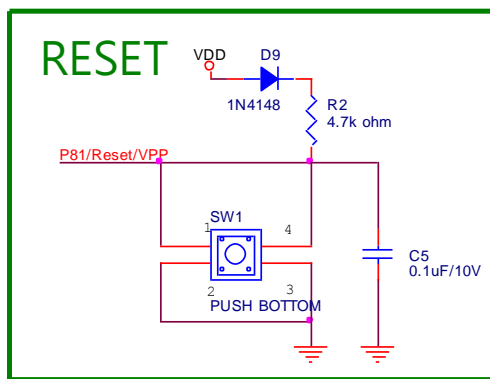 RESET
VDD
D9
1N4148
R2
4.7k ohm
P81/Reset/VPP
SW1
1
4
2
3
PUSH BOTTOM
C5
0.1uF/10V